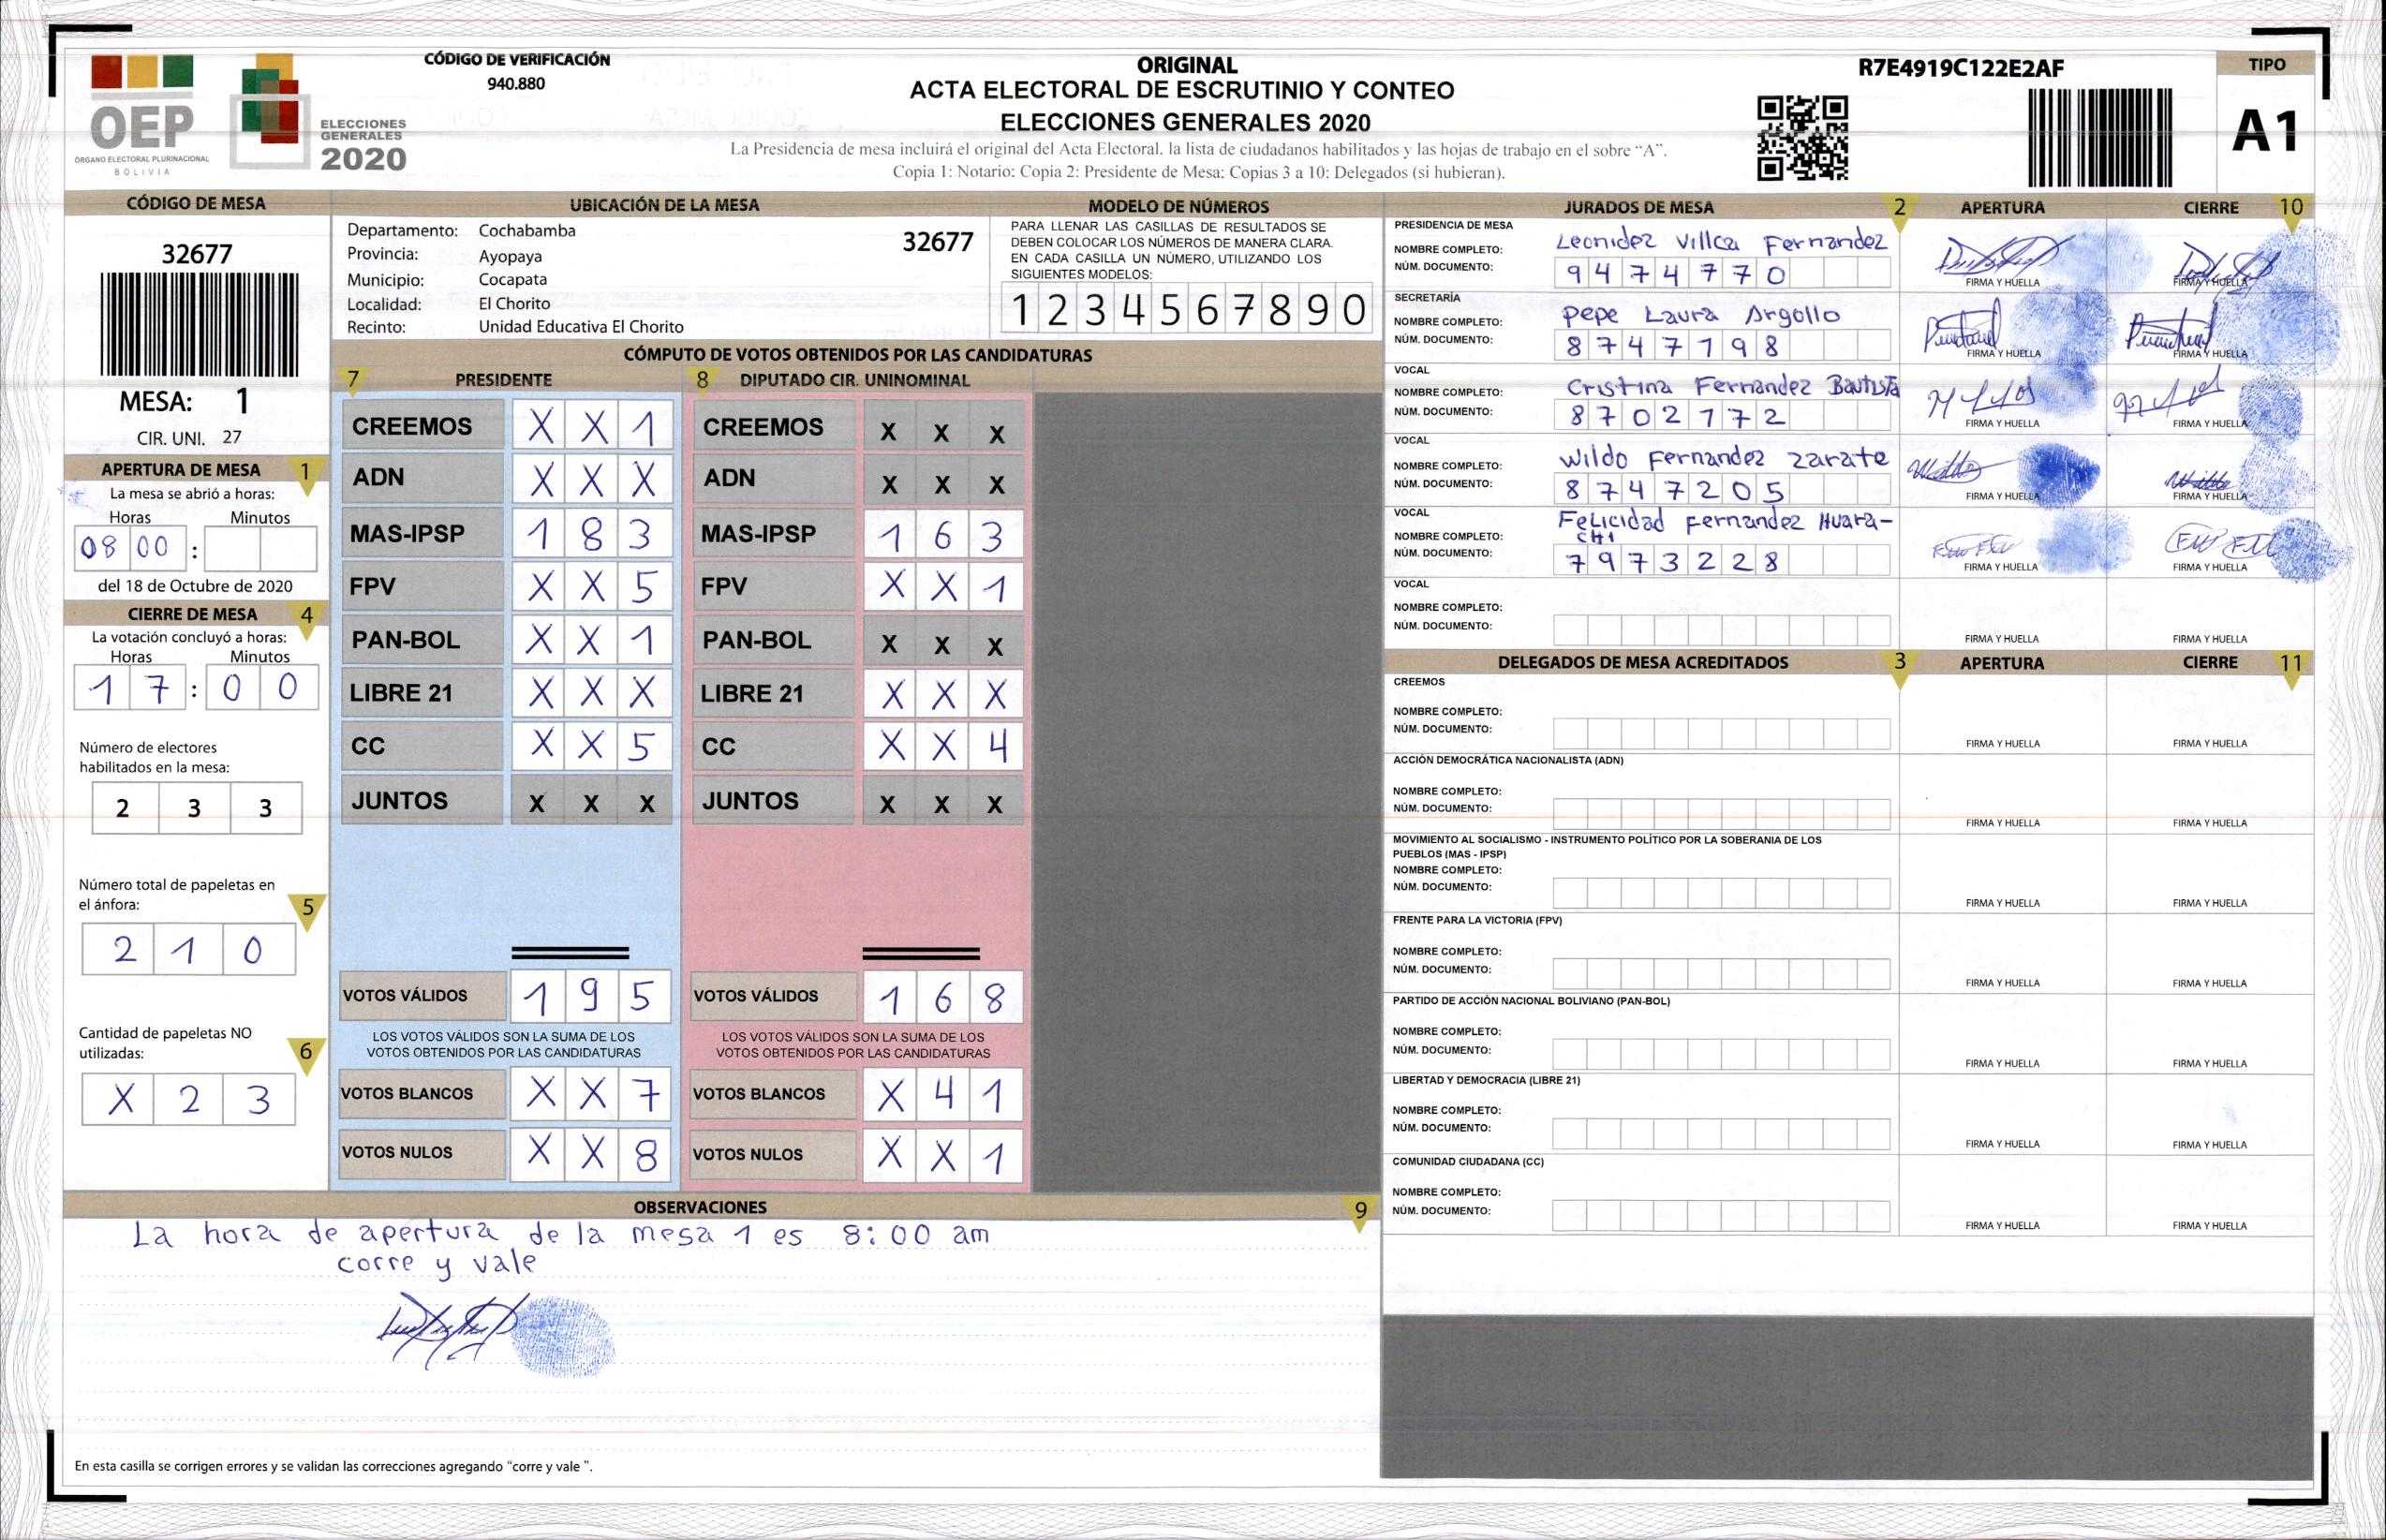 OEP
ÓRGANO ELECTORAL PLURINACIONAL
BOLIVIA
ELECCIONES
GENERALES
2020
CÓDIGO DE VERIFICACIÓN
940.880
ORIGINAL
ACTA ELECTORAL DE ESCRUTINIO Y CONTEO
ELECCIONES GENERALES 2020
La Presidencia de mesa incluirá el original del Acta Electoral. la lista de ciudadanos habilitados y las hojas de trabajo en el sobre “A”.
Copia 1: Notario: Copia 2: Presidente de Mesa: Copias 3 a 10: Delegados (si hubieran).
R7E4919C122E2AF
TIPO
A1
CÓDIGO DE MESA
32677
MESA: 1
CIR. UNI. 27
APERTURA DE MESA 1
La mesa se abrió a horas:
Horas Minutos
08 00 :
del 18 de Octubre de 2020
CIERRE DE MESA 4
La votación concluyó a horas:
Horas Minutos
1 7 : 0 0
Número de electores
habilitados en la mesa:
2 3 3
Número total de papeletas en
el ánfora: 5
2 1 0
Cantidad de papeletas NO
utilizadas: 6
X 2 3
UBICACIÓN DE LA MESA
Departamento: Cochabamba
32677
Provincia: Ayopaya
Municipio: Cocapata
Localidad: El Chorito
Recinto: Unidad Educativa El Chorito
MODELO DE NÚMEROS
PARA LLENAR LAS CASILLAS DE RESULTADOS SE
DEBEN COLOCAR LOS NÚMEROS DE MANERA CLARA.
EN CADA CASILLA UN NÚMERO, UTILIZANDO LOS
SIGUIENTES MODELOS:
1 2 3 4 5 6 7 8 9 0
CÓMPUTO DE VOTOS OBTENIDOS POR LAS CANDIDATURAS
7 PRESIDENTE
CREEMOS X X 1
ADN X X X
MAS-IPSP 1 8 3
FPV X X 5
PAN-BOL X X 1
LIBRE 21 X X X
CC X X 5
JUNTOS X X X
VOTOS VÁLIDOS 1 9 5
LOS VOTOS VÁLIDOS SON LA SUMA DE LOS
VOTOS OBTENIDOS POR LAS CANDIDATURAS
VOTOS BLANCOS X X 7
VOTOS NULOS X X 8
8 DIPUTADO CIR. UNINOMINAL
CREEMOS X X X
ADN X X X
MAS-IPSP 1 6 3
FPV X X 1
PAN-BOL X X X
LIBRE 21 X X X
CC X X 4
JUNTOS X X X
VOTOS VÁLIDOS 1 6 8
LOS VOTOS VÁLIDOS SON LA SUMA DE LOS
VOTOS OBTENIDOS POR LAS CANDIDATURAS
VOTOS BLANCOS X 4 1
VOTOS NULOS X X 1
OBSERVACIONES 9
La hora de apertura de la mesa 1 es 8:00 am
corre y vale
En esta casilla se corrigen errores y se validan las correcciones agregando “corre y vale ”.
JURADOS DE MESA 2 APERTURA CIERRE 10
PRESIDENCIA DE MESA
NOMBRE COMPLETO: Leonidez Villca Fernandez
NÚM. DOCUMENTO: 9 4 7 4 7 7 0
FIRMA Y HUELLA FIRMA Y HUELLA
SECRETARÍA
NOMBRE COMPLETO: Pepe Laura Argollo
NÚM. DOCUMENTO: 8 7 4 7 1 9 8
FIRMA Y HUELLA FIRMA Y HUELLA
VOCAL
NOMBRE COMPLETO: Cristina Fernandez Bautista
NÚM. DOCUMENTO: 8 7 0 2 1 7 2
FIRMA Y HUELLA FIRMA Y HUELLA
VOCAL
NOMBRE COMPLETO: Wildo Fernandez Zarate
NÚM. DOCUMENTO: 8 7 4 7 2 0 5
FIRMA Y HUELLA FIRMA Y HUELLA
VOCAL
Felicidad Fernandez Huara-
NOMBRE COMPLETO: CHI
NÚM. DOCUMENTO: 7 9 7 3 2 2 8
FIRMA Y HUELLA FIRMA Y HUELLA
VOCAL
NOMBRE COMPLETO:
NÚM. DOCUMENTO:
FIRMA Y HUELLA FIRMA Y HUELLA
DELEGADOS DE MESA ACREDITADOS 3 APERTURA CIERRE 11
CREEMOS
NOMBRE COMPLETO:
NÚM. DOCUMENTO:
FIRMA Y HUELLA FIRMA Y HUELLA
ACCIÓN DEMOCRÁTICA NACIONALISTA (ADN)
NOMBRE COMPLETO:
NÚM. DOCUMENTO:
FIRMA Y HUELLA FIRMA Y HUELLA
MOVIMIENTO AL SOCIALISMO - INSTRUMENTO POLÍTICO POR LA SOBERANIA DE LOS
PUEBLOS (MAS - IPSP)
NOMBRE COMPLETO:
NÚM. DOCUMENTO:
FIRMA Y HUELLA FIRMA Y HUELLA
FRENTE PARA LA VICTORIA (FPV)
NOMBRE COMPLETO:
NÚM. DOCUMENTO:
FIRMA Y HUELLA FIRMA Y HUELLA
PARTIDO DE ACCIÓN NACIONAL BOLIVIANO (PAN-BOL)
NOMBRE COMPLETO:
NÚM. DOCUMENTO:
FIRMA Y HUELLA FIRMA Y HUELLA
LIBERTAD Y DEMOCRACIA (LIBRE 21)
NOMBRE COMPLETO:
NÚM. DOCUMENTO:
FIRMA Y HUELLA FIRMA Y HUELLA
COMUNIDAD CIUDADANA (CC)
NOMBRE COMPLETO:
NÚM. DOCUMENTO:
FIRMA Y HUELLA FIRMA Y HUELLA